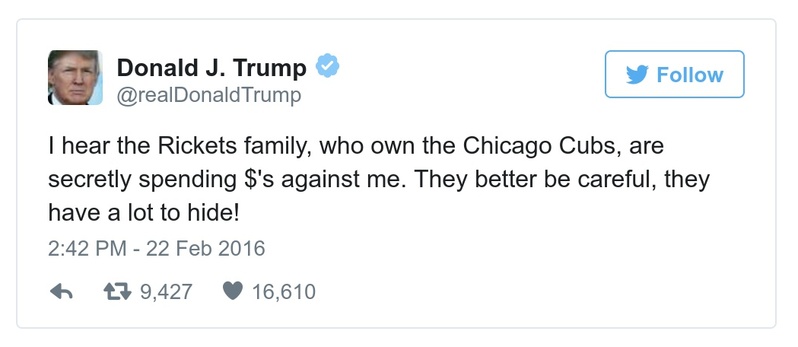 Donald J. Trump
@realDonaldTrump
Follow
I hear the Rickets family, who own the Chicago Cubs, are
secretly spending $'s against me. They better be careful, they
have a lot to hide!
2:42 PM - 22 Feb 2016
9,427 16,610